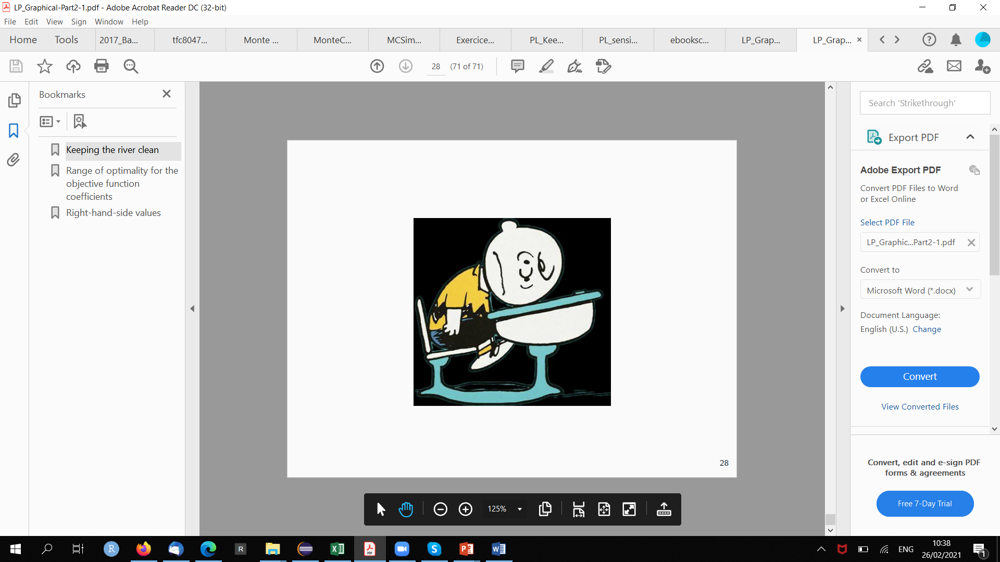 LP_Graphical-Part2-1.pdf - Adobe Acrobat Reader DC (32-bit)
File Edit View Sign Window Help
Home Tools 2017_Ba... tfc8047... Monte ... MonteC... MCSim... Exercice... PL_Kee... PL_sensi... ebooksc... LP_Grap... LP_Grap...
28 (71 of 71)
Bookmarks
Keeping the river clean
Range of optimality for the
objective function
coefficients
Right-hand-side values
28
125%
Search 'Strikethrough'
Export PDF
Adobe Export PDF
Convert PDF Files to Word
or Excel Online
Select PDF File
LP_Graphic...Part2-1.pdf
Convert to
Microsoft Word (*.docx)
Document Language:
English (U.S.) Change
Convert
View Converted Files
Convert, edit and e-sign PDF
forms & agreements
Free 7-Day Trial
ENG
10:38
26/02/2021
1